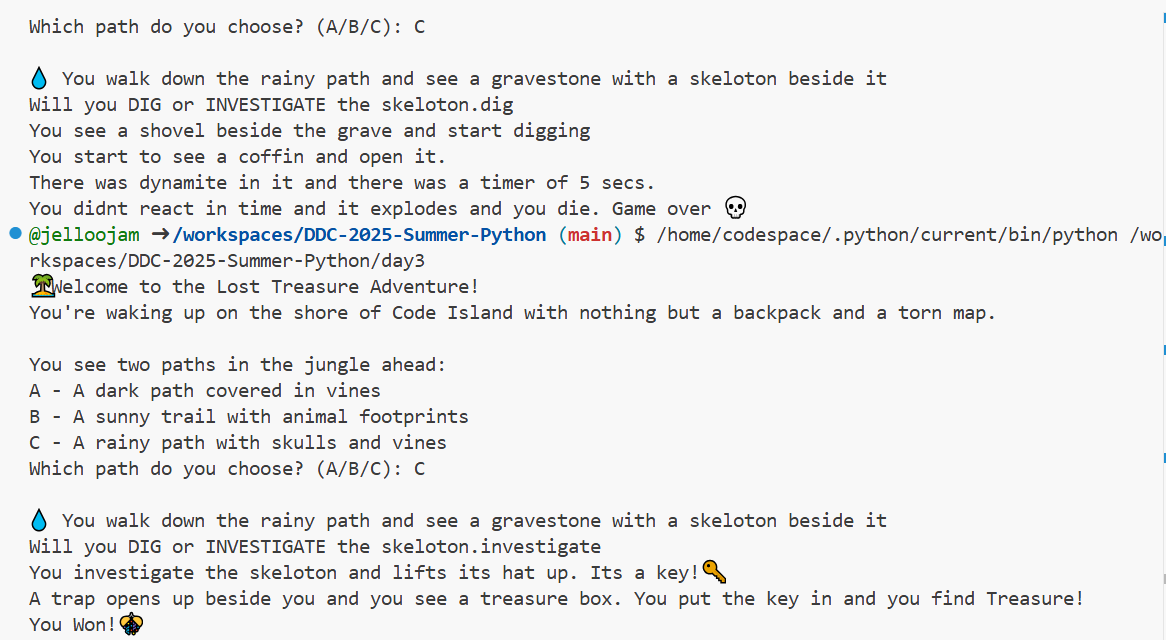 Which path do you choose? (A/B/C): C
💧 You walk down the rainy path and see a gravestone with a skeloton beside it
Will you DIG or INVESTIGATE the skeloton.dig
You see a shovel beside the grave and start digging
You start to see a coffin and open it.
There was dynamite in it and there was a timer of 5 secs.
You didnt react in time and it explodes and you die. Game over 💀
@jelloojam ➜/workspaces/DDC-2025-Summer-Python (main) $ /home/codespace/.python/current/bin/python /wo
rkspaces/DDC-2025-Summer-Python/day3
🏝Welcome to the Lost Treasure Adventure!
You're waking up on the shore of Code Island with nothing but a backpack and a torn map.
You see two paths in the jungle ahead:
A - A dark path covered in vines
B - A sunny trail with animal footprints
C - A rainy path with skulls and vines
Which path do you choose? (A/B/C): C
💧 You walk down the rainy path and see a gravestone with a skeloton beside it
Will you DIG or INVESTIGATE the skeloton.investigate
You investigate the skeloton and lifts its hat up. Its a key!🔑
A trap opens up beside you and you see a treasure box. You put the key in and you find Treasure!
You Won!